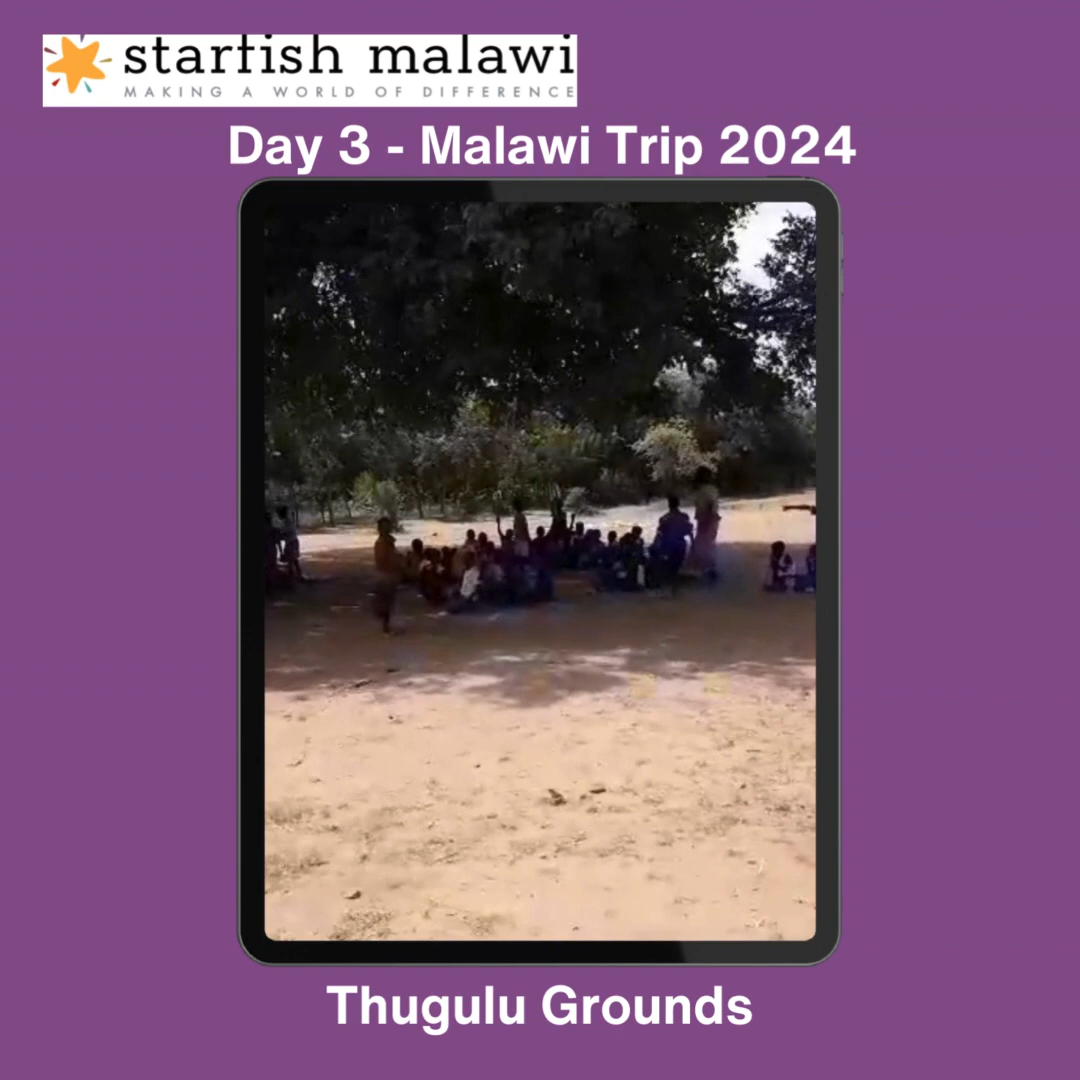 starfish malawi
MAKING A WORLD OF DIFFERENCE
Day 3 - Malawi Trip 2024
Thugulu Grounds